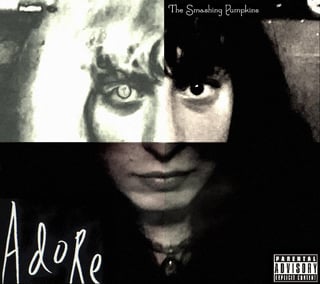 The Smashing Pumpkins
AdoRe
PARENTAL
ADVISORY
EXPLICIT CONTENT